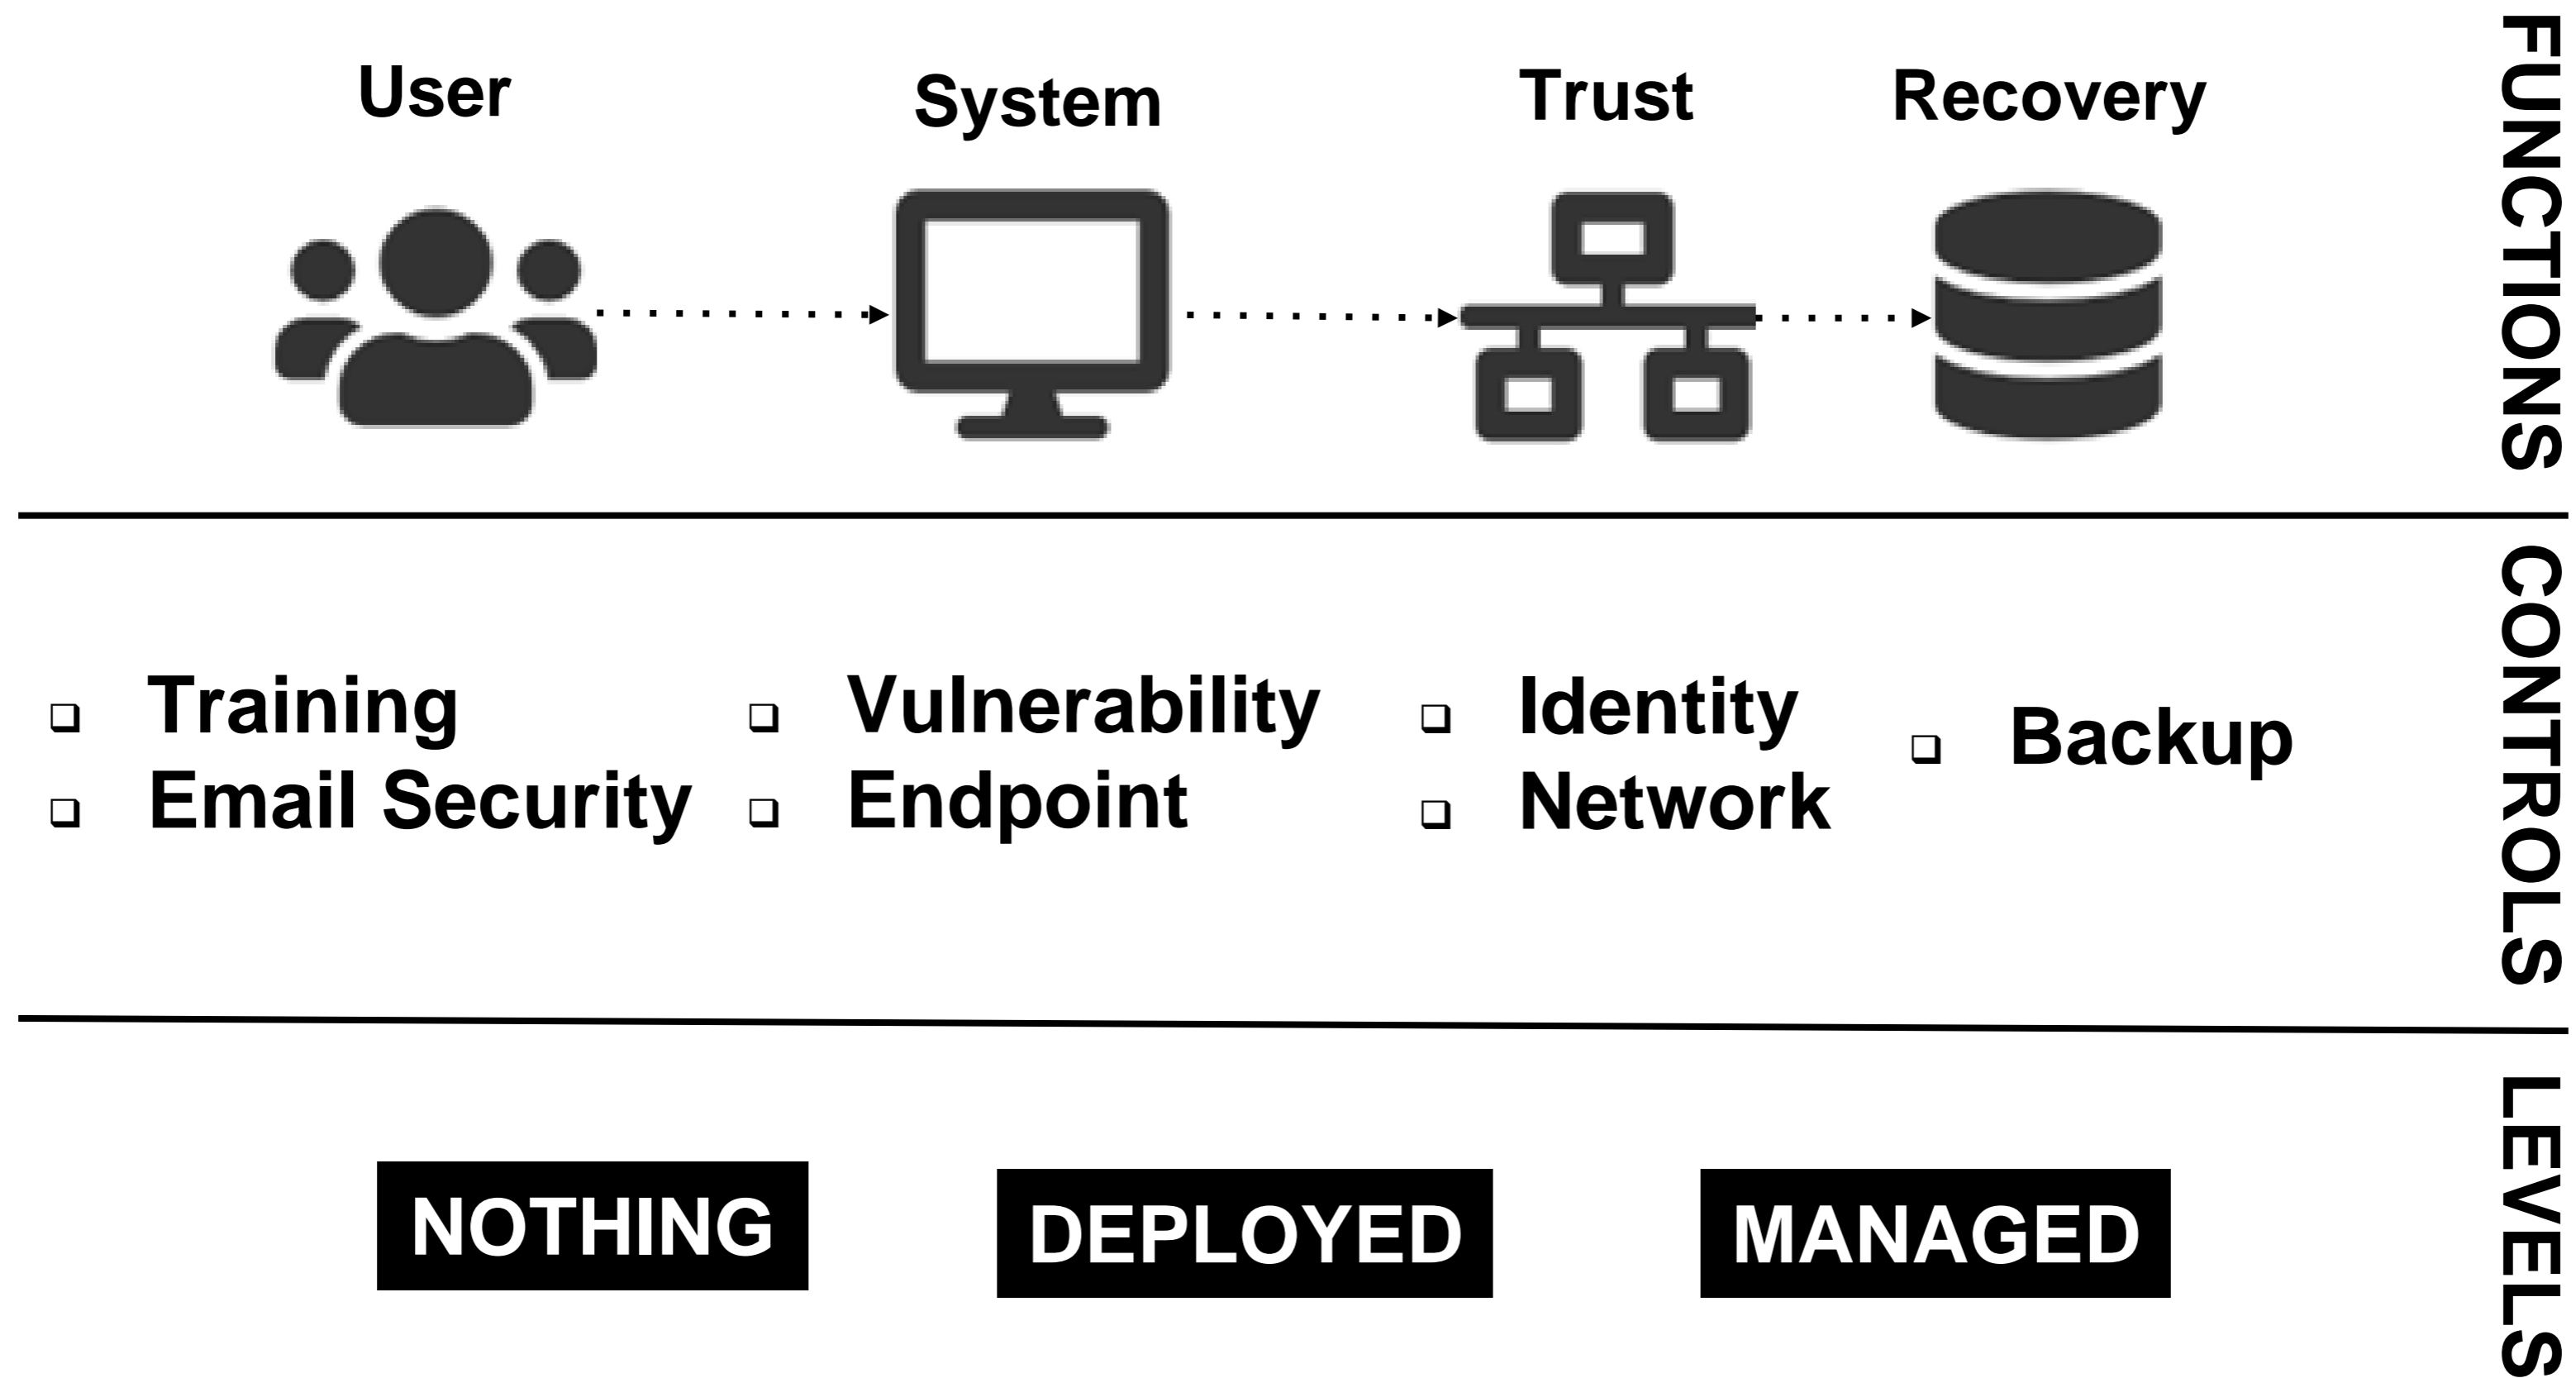 User
System
Trust
Recovery
FUNCTIONS
Training
Email Security
Vulnerability
Endpoint
Identity
Network
Backup
CONTROLS
NOTHING
DEPLOYED
MANAGED
LEVELS